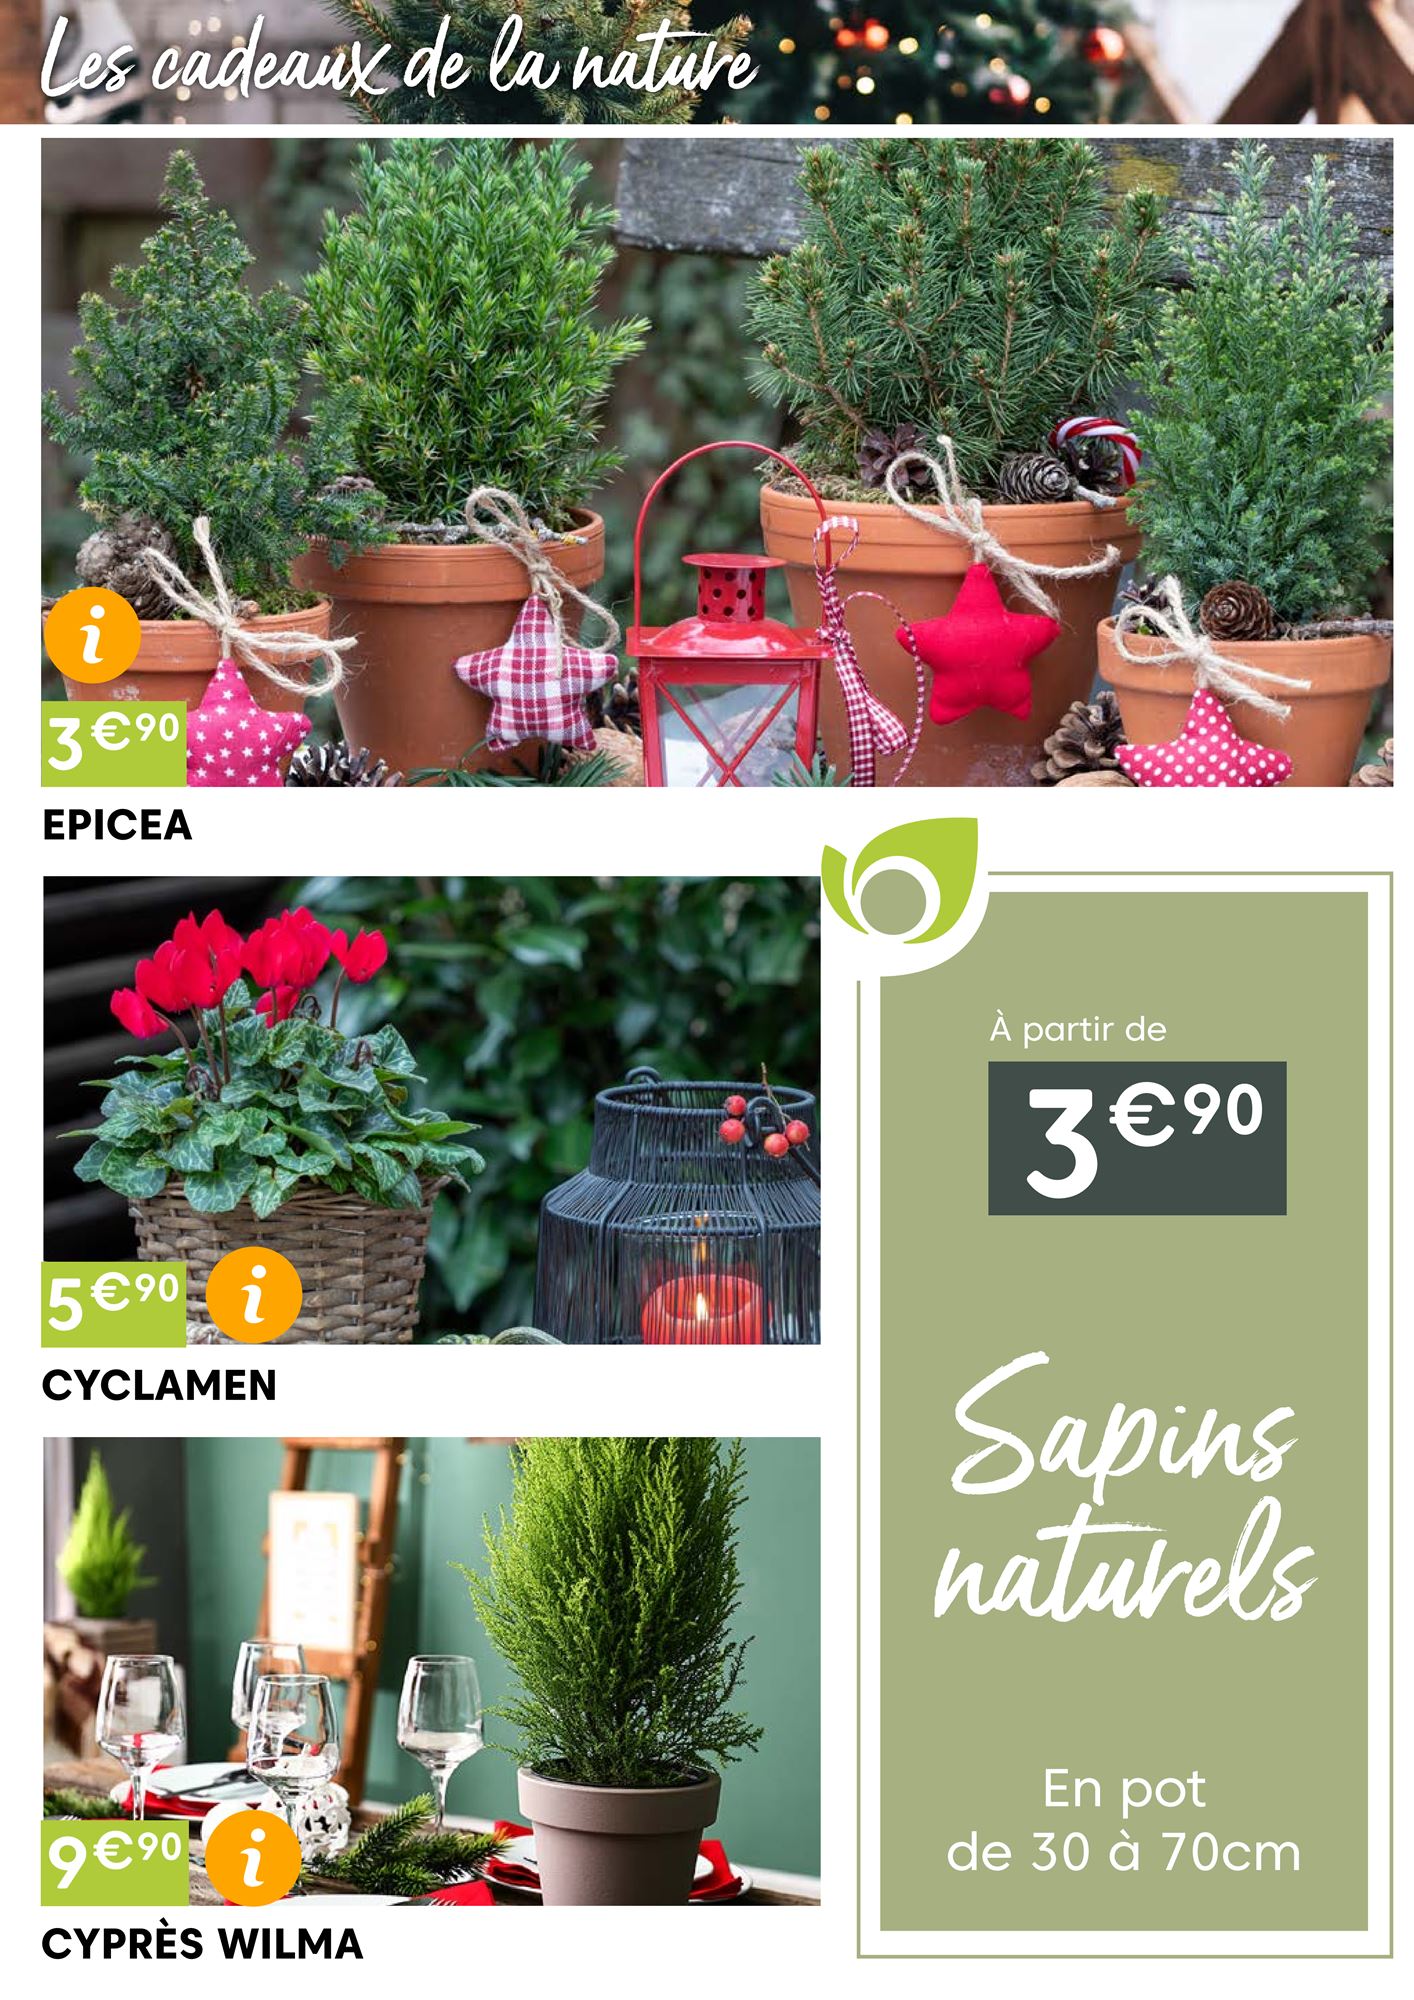 Les cadeaux de la nature
i
3€90
EPICEA
5€90
i
CYCLAMEN
9€90
i
CYPRÈS WILMA
À partir de
3€90
Sapins
naturels
En pot
de 30 à 70cm